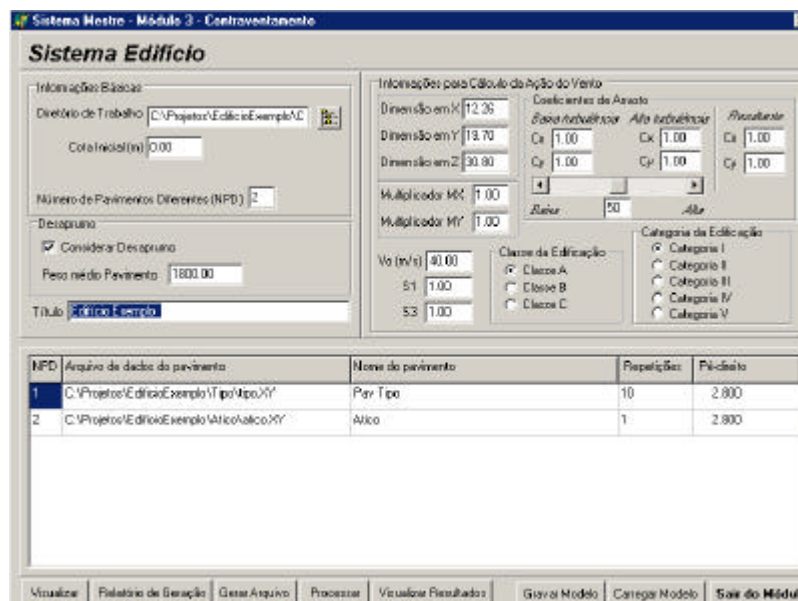 Sistema Mestre - Módulo 3 - Contraventamento
Sistema Edifício
Informações Básicas
Diretório de Trabalho C:\Projetos\EdificioExemplo\C
Cota Inicial (m) 0.00
Número de Pavimentos Diferentes (NPD) 2
Desaprumo
Considerar Desaprumo
Peso médio Pavimento 1800.00
Título Edifício Exemplo
Informações para Cálculo da Ação do Vento
Dimensão em X 12.36
Dimensão em Y 19.70
Dimensão em Z 30.80
Multiplicador MX 1.00
Multiplicador MY 1.00
Vo (m/s) 40.00
S1 1.00
S3 1.00
Coeficientes de Arrasto
Baixa turbulência Alta turbulência Resultante
Cx 1.00 Cx 1.00 Cx 1.00
Cy 1.00 Cy 1.00 Cy 1.00
Baixa 50 Alta
Classe da Edificação
Classe A
Classe B
Classe C
Categoria da Edificação
Categoria I
Categoria II
Categoria III
Categoria IV
Categoria V
NPD Arquivo de dados do pavimento Nome do pavimento Repetições Pé-direito
1 C:\Projetos\EdificioExemplo\Tipo\tipo.XY Pav Tipo 10 2.800
2 C:\Projetos\EdificioExemplo\Atico\atico.XY Atico 1 2.800
Visualizar Relatório de Geração Gerar Arquivo Processar Visualizar Resultados Gravar Modelo Carregar Modelo Sair do Módul